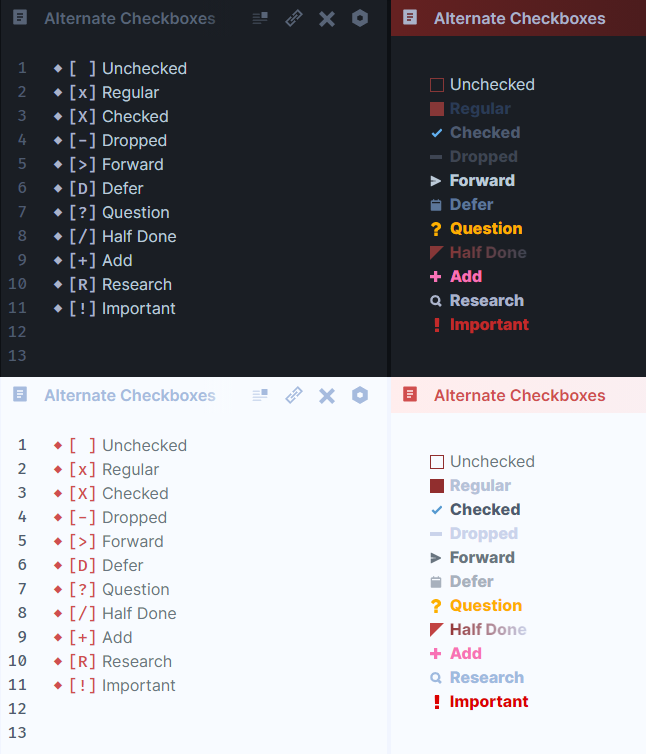 Alternate Checkboxes
1 ◆ [ ] Unchecked
2 ◆ [x] Regular
3 ◆ [X] Checked
4 ◆ [-] Dropped
5 ◆ [>] Forward
6 ◆ [D] Defer
7 ◆ [?] Question
8 ◆ [/] Half Done
9 ◆ [+] Add
10 ◆ [R] Research
11 ◆ [!] Important
12
13
Alternate Checkboxes
Unchecked
Regular
Checked
Dropped
Forward
Defer
Question
Half Done
Add
Research
Important
Alternate Checkboxes
1 ◆ [ ] Unchecked
2 ◆ [x] Regular
3 ◆ [X] Checked
4 ◆ [-] Dropped
5 ◆ [>] Forward
6 ◆ [D] Defer
7 ◆ [?] Question
8 ◆ [/] Half Done
9 ◆ [+] Add
10 ◆ [R] Research
11 ◆ [!] Important
12
13
Alternate Checkboxes
Unchecked
Regular
Checked
Dropped
Forward
Defer
Question
Half Done
Add
Research
Important